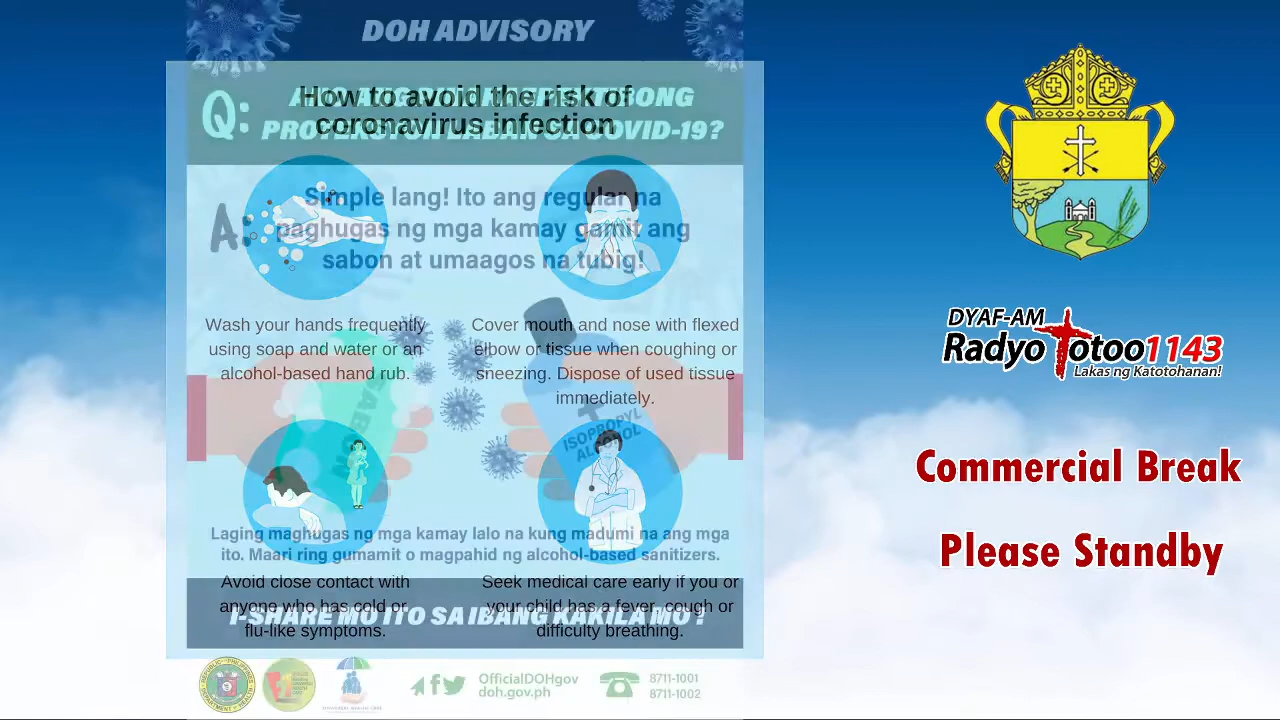 DOH ADVISORY
How to avoid the risk of
coronavirus infection
Q:
PROTEKSYON LABAN SA COVID-19?
A:
Simple lang! Ito ang regular na
paghugas ng mga kamay gamit ang
sabon at umaagos na tubig!
Wash your hands frequently
using soap and water or an
alcohol-based hand rub.
Cover mouth and nose with flexed
elbow or tissue when coughing or
sneezing. Dispose of used tissue
immediately.
SABON
ISOPROPYL
ALCOHOL
Laging maghugas ng mga kamay lalo na kung madumi na ang mga
ito. Maari ring gumamit o magpahid ng alcohol-based sanitizers.
Avoid close contact with
anyone who has cold or
flu-like symptoms.
Seek medical care early if you or
your child has a fever, cough or
difficulty breathing.
I-SHARE MO ITO SA IBANG KAKILALA MO!
OfficialDOHgov
doh.gov.ph
8711-1001
8711-1002
DYAF-AM
Radyo Totoo 1143
Lakas ng Katotohanan!
Commercial Break
Please Standby